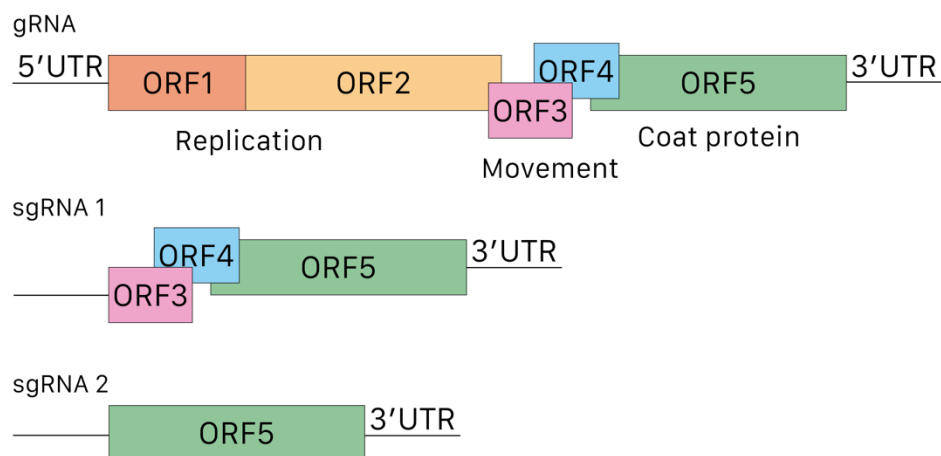 gRNA
5’UTR ORF1 ORF2 ORF3 ORF4 ORF5 3’UTR
Replication Movement Coat protein
sgRNA 1
ORF3 ORF4 ORF5 3’UTR
sgRNA 2
ORF5 3’UTR